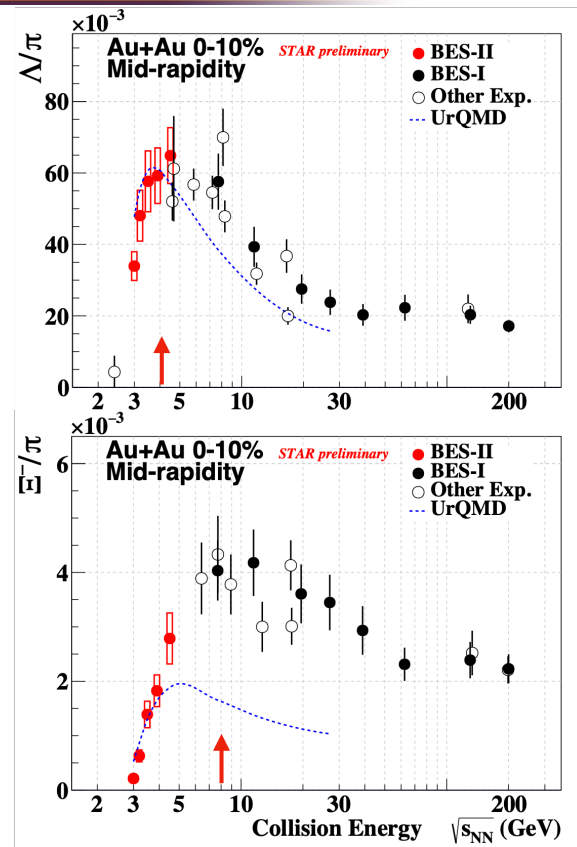 ×10⁻³
Λ/π
Au+Au 0-10%
Mid-rapidity
STAR preliminary
BES-II
BES-I
Other Exp.
UrQMD
80
60
40
20
0
2 3 5 10 20 30 200
×10⁻³
Ξ⁻/π
Au+Au 0-10%
Mid-rapidity
STAR preliminary
BES-II
BES-I
Other Exp.
UrQMD
6
4
2
0
2 3 5 10 30 200
Collision Energy √sNN (GeV)